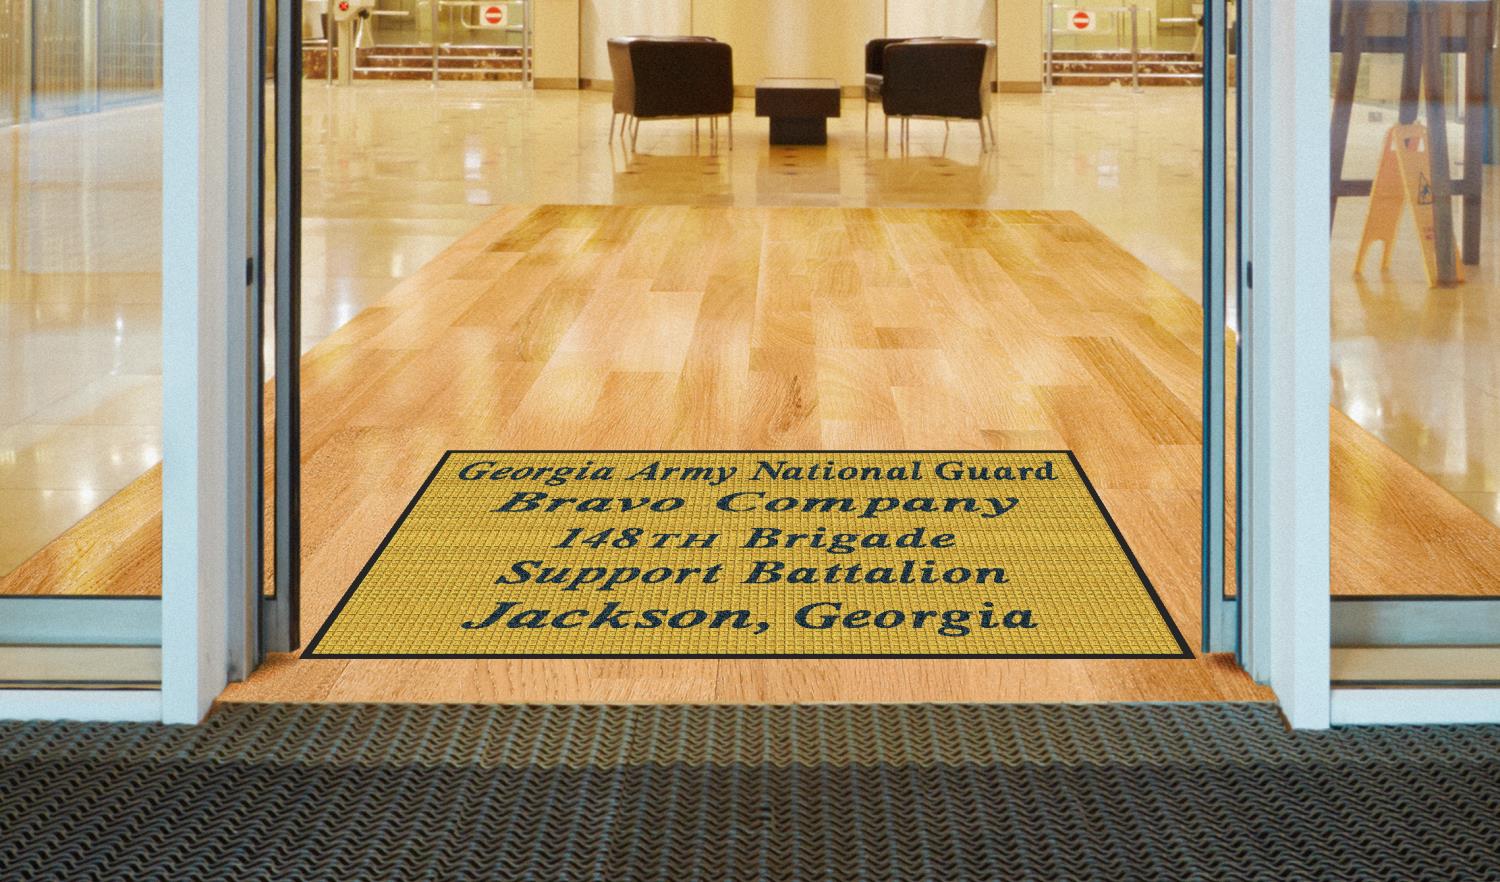 Georgia Army National Guard
Bravo Company
148TH Brigade
Support Battalion
Jackson, Georgia